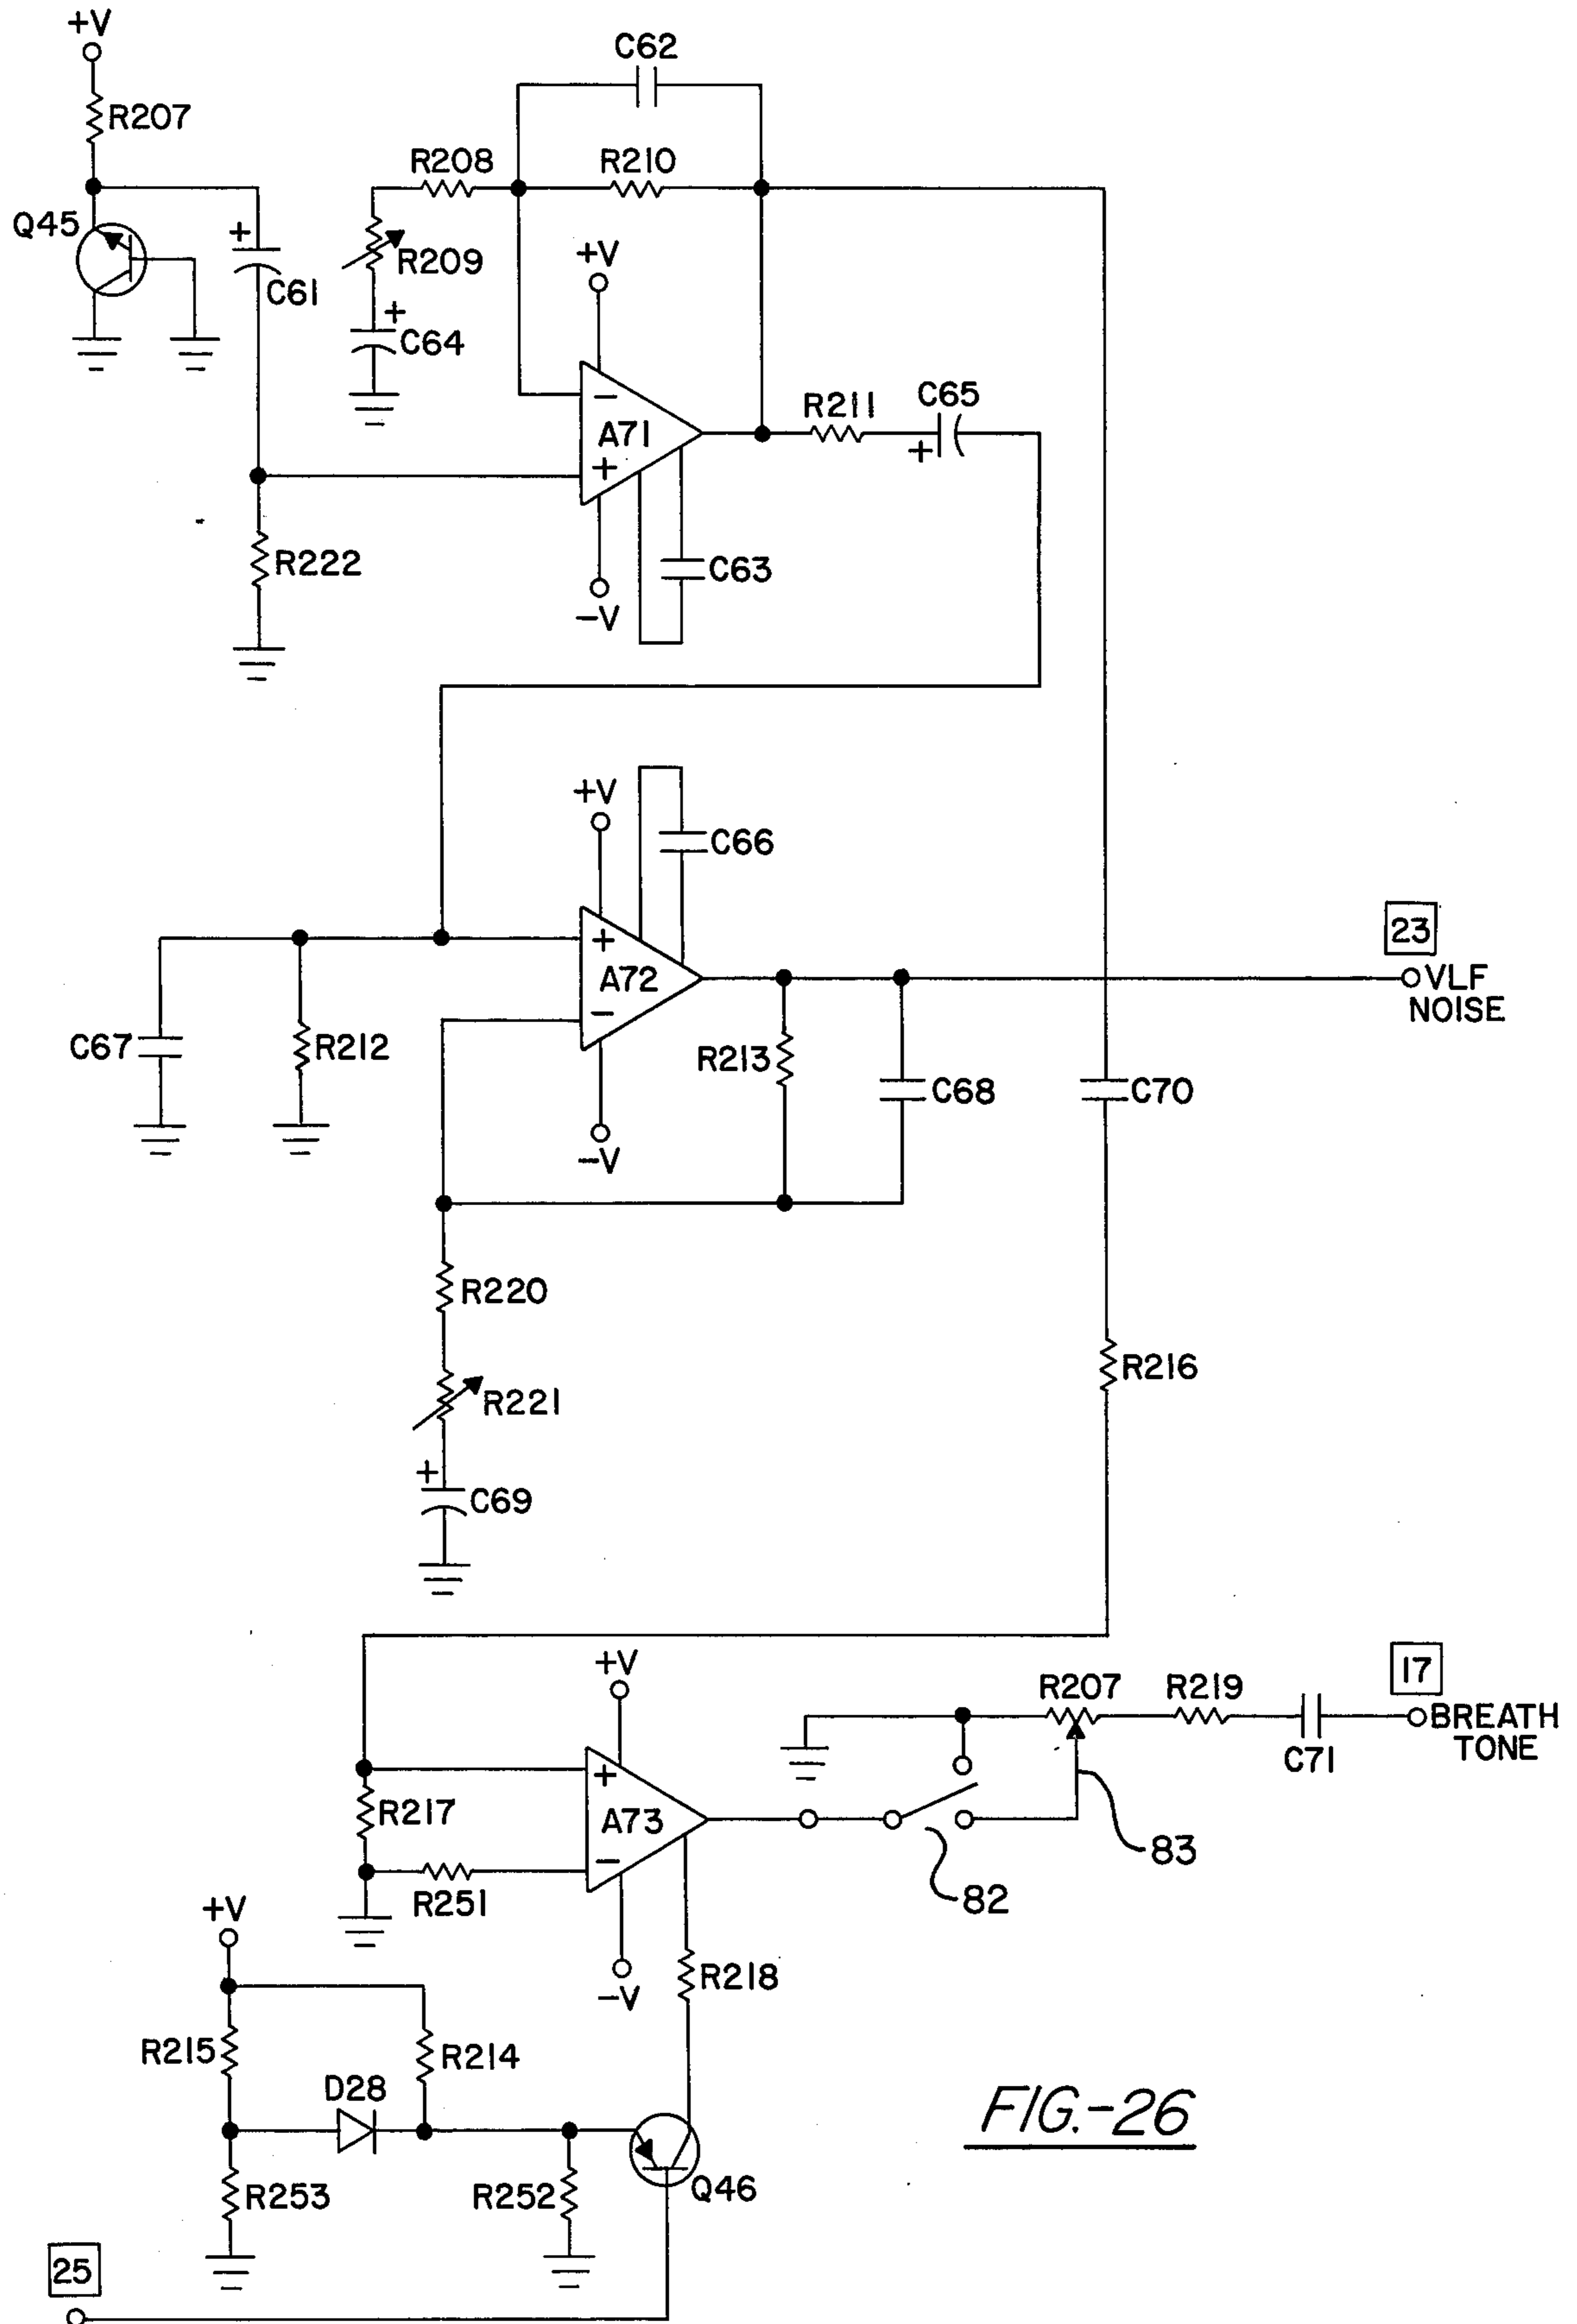 +V
C62
R207
R208
R210
Q45
+
R209
+V
C61
+
C64
−
A71
+
R211
C65
+
R222
C63
−V
+V
C66
+
A72
−
23
VLF
NOISE
C67
R212
R213
C68
C70
−V
R220
R216
R221
+
C69
+V
17
R207
R219
BREATH
TONE
C71
+
A73
−
R217
83
R251
82
+V
−V
R218
R215
R214
D28
FIG.-26
R253
R252
Q46
25